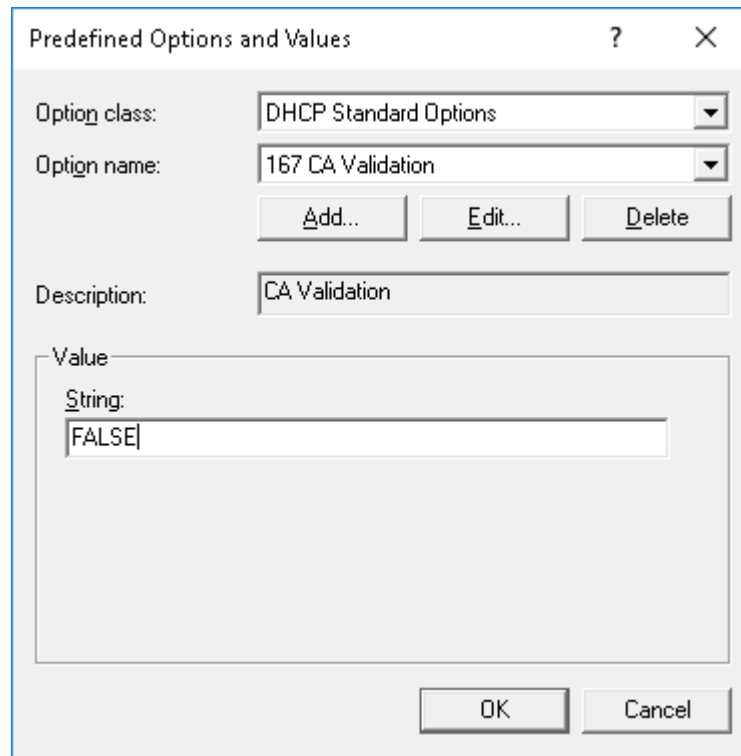 Predefined Options and Values
?
Option class:
DHCP Standard Options
Option name:
167 CA Validation
Add...
Edit...
Delete
Description:
CA Validation
Value
String:
FALSE
OK
Cancel